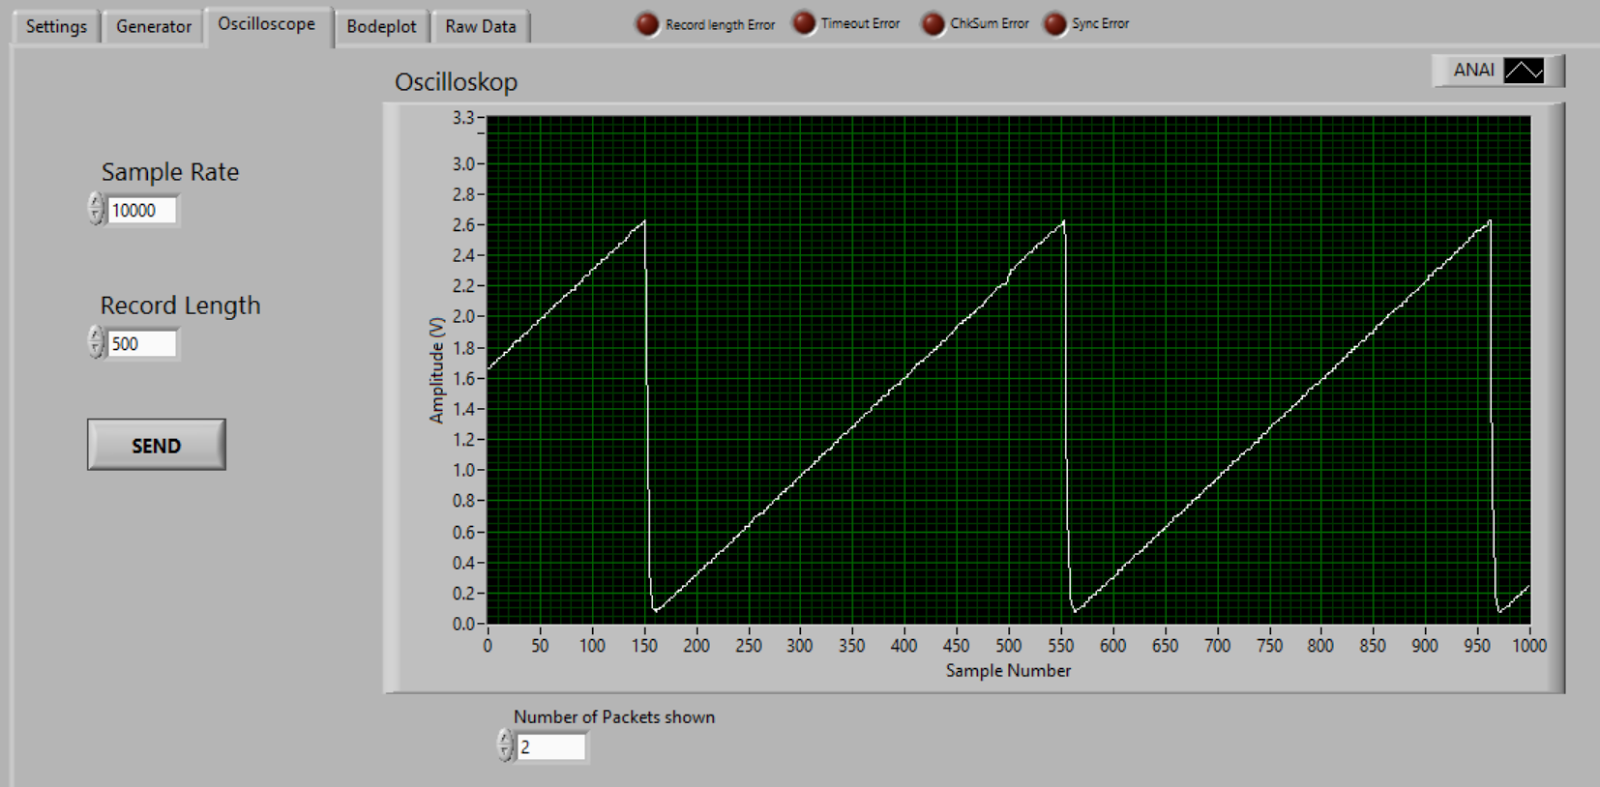 Settings Generator Oscilloscope Bodeplot Raw Data
Record length Error Timeout Error ChkSum Error Sync Error
Oscilloskop
ANAI
Sample Rate
10000
Record Length
500
SEND
Amplitude (V)
3.3
3.0
2.8
2.6
2.4
2.2
2.0
1.8
1.6
1.4
1.2
1.0
0.8
0.6
0.4
0.2
0.0
0 50 100 150 200 250 300 350 400 450 500 550 600 650 700 750 800 850 900 950 1000
Sample Number
Number of Packets shown
2